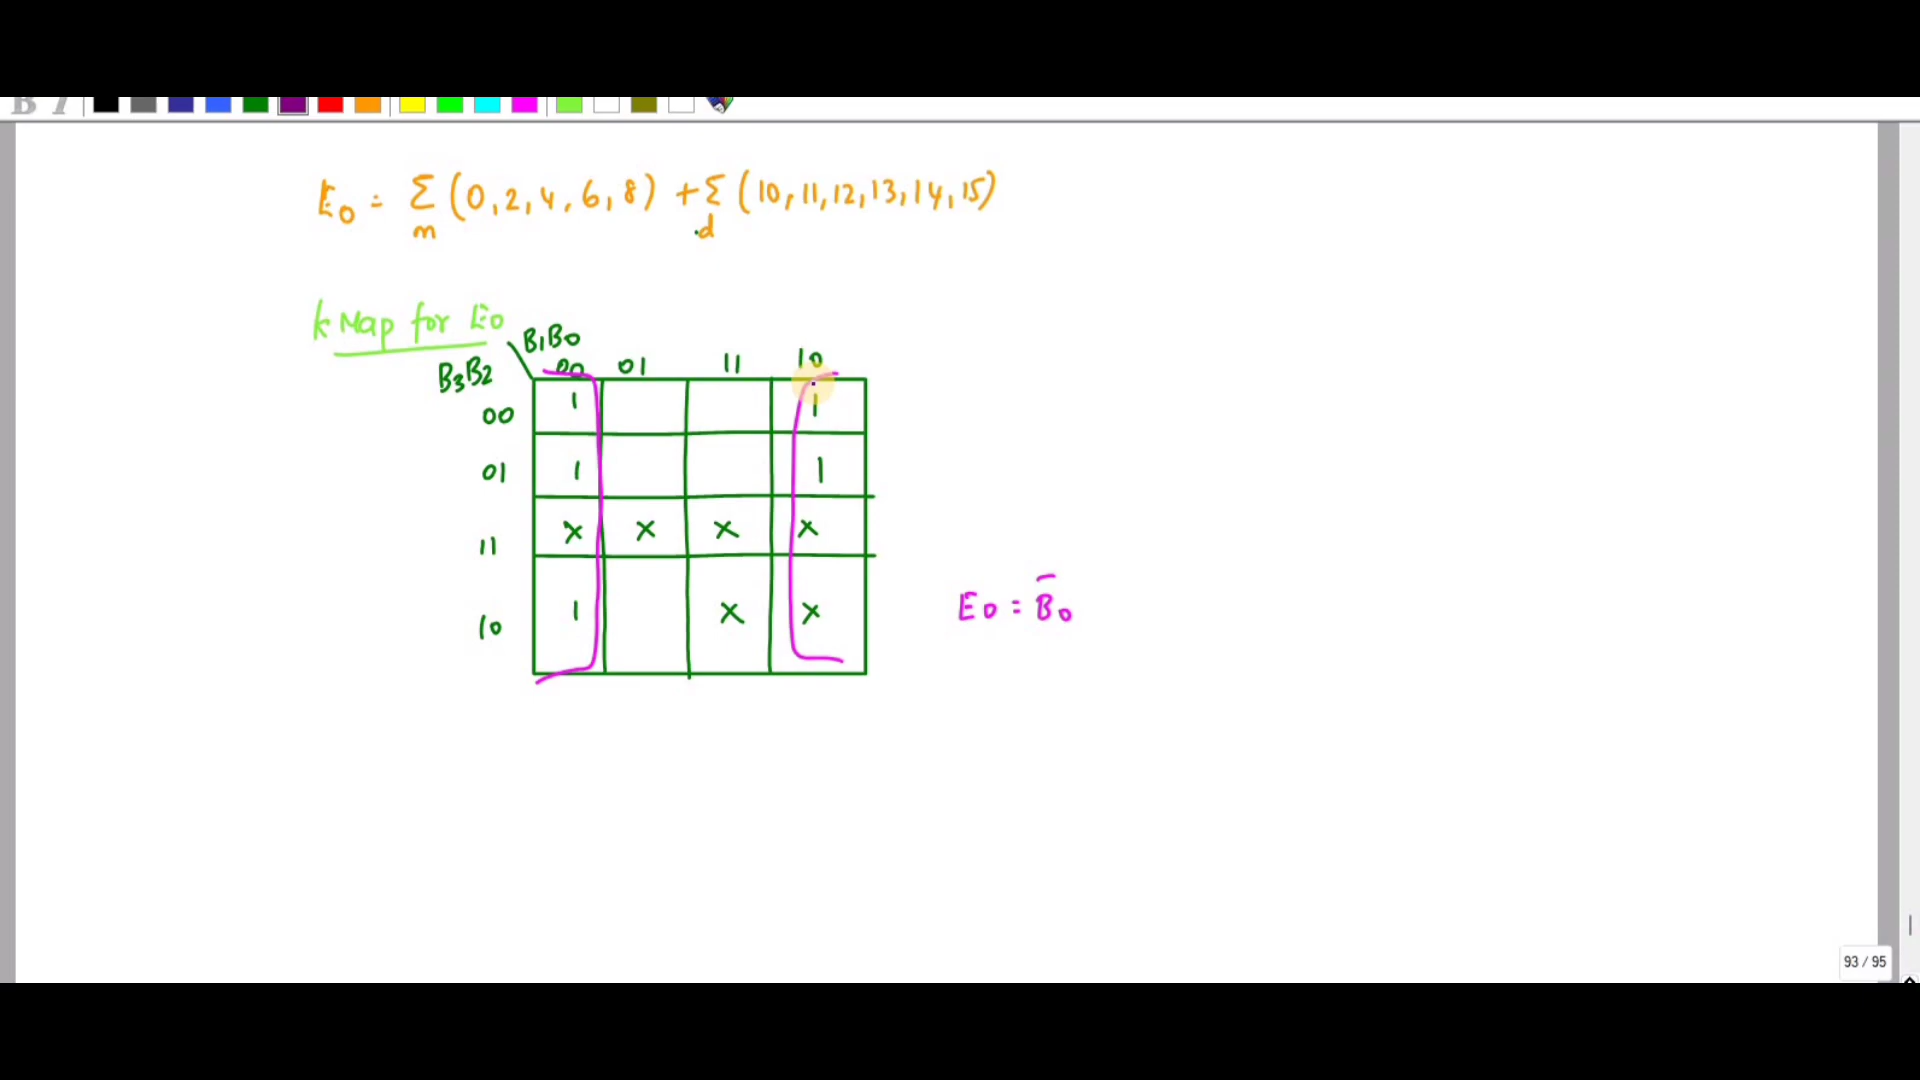 B I
E0 = Σm (0,2,4,6,8) + Σd (10,11,12,13,14,15)
K Map for E0
B1B0
B3B2
00 01 11 10
00 1 1
01 1 1
11 x x x x
10 1 x x
E0 = B̅0
93 / 95